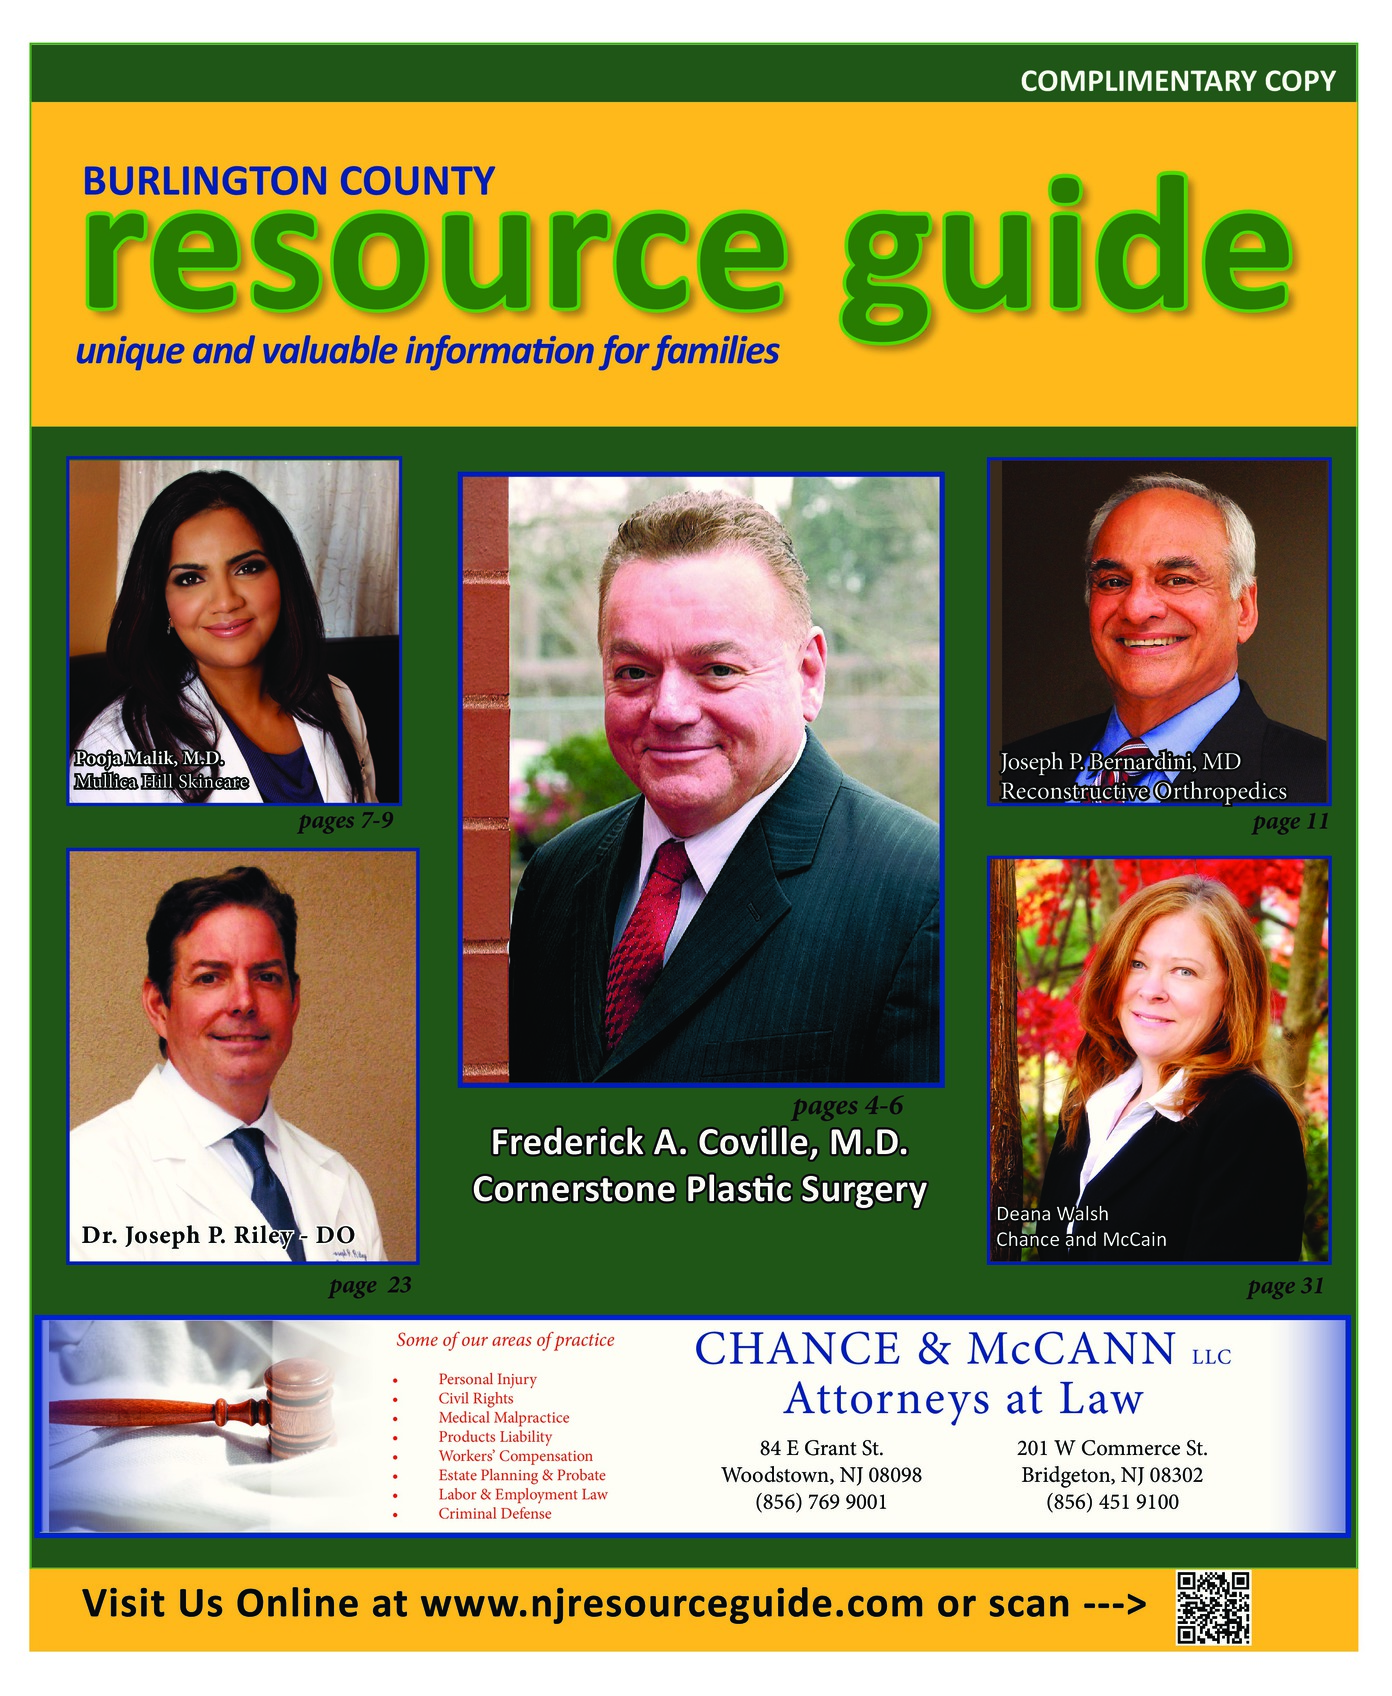 COMPLIMENTARY COPY
BURLINGTON COUNTY
resource guide
unique and valuable information for families
Pooja Malik, M.D.
Mullica Hill Skincare
pages 7-9
Joseph P. Bernardini, MD
Reconstructive Orthopedics
page 11
Dr. Joseph P. Riley - DO
page 23
pages 4-6
Frederick A. Coville, M.D.
Cornerstone Plastic Surgery
Deana Walsh
Chance and McCain
page 31
Some of our areas of practice
• Personal Injury
• Civil Rights
• Medical Malpractice
• Products Liability
• Workers’ Compensation
• Estate Planning & Probate
• Labor & Employment Law
• Criminal Defense
CHANCE & McCANN LLC
Attorneys at Law
84 E Grant St.
Woodstown, NJ 08098
(856) 769 9001
201 W Commerce St.
Bridgeton, NJ 08302
(856) 451 9100
Visit Us Online at www.njresourceguide.com or scan --->